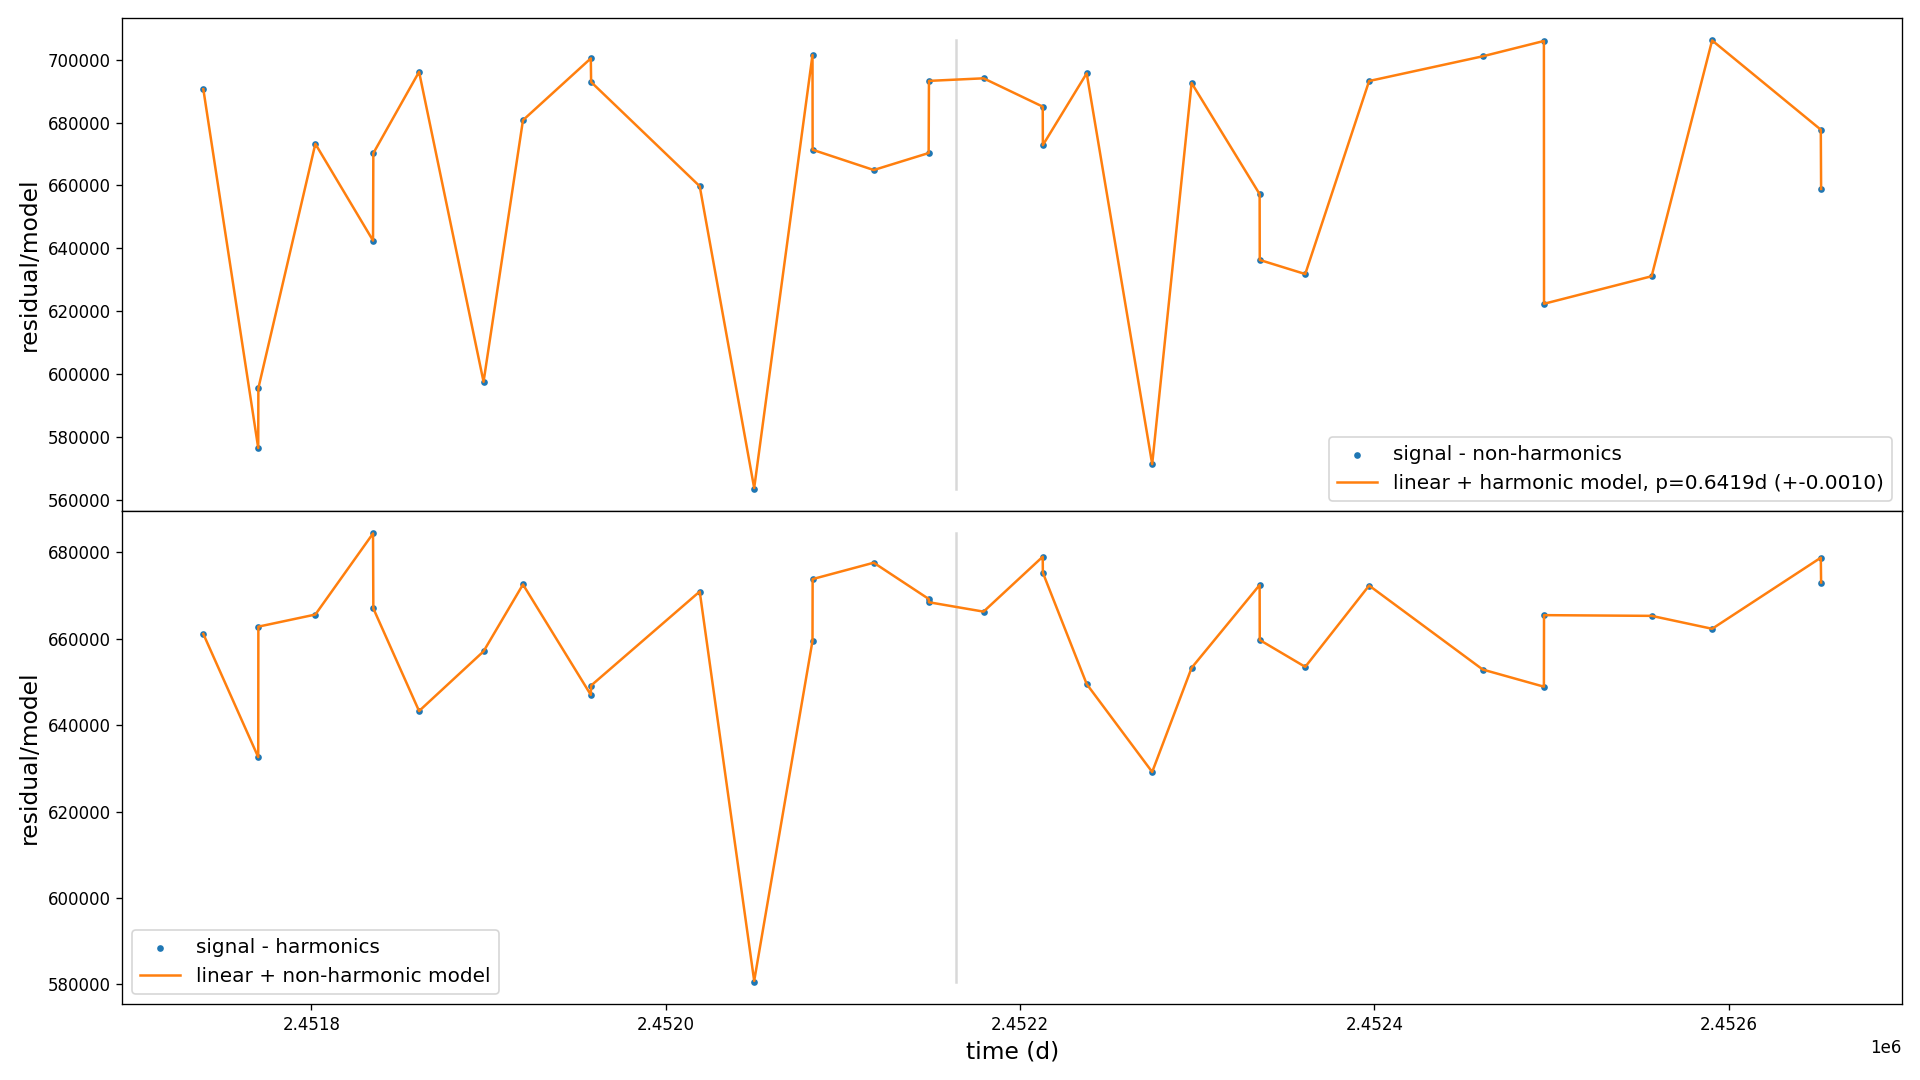 700000
680000
660000
640000
620000
600000
580000
560000
residual/model
signal - non-harmonics
linear + harmonic model, p=0.6419d (+-0.0010)
680000
660000
640000
620000
600000
580000
residual/model
signal - harmonics
linear + non-harmonic model
2.4518
2.4520
2.4522
2.4524
2.4526
1e6
time (d)